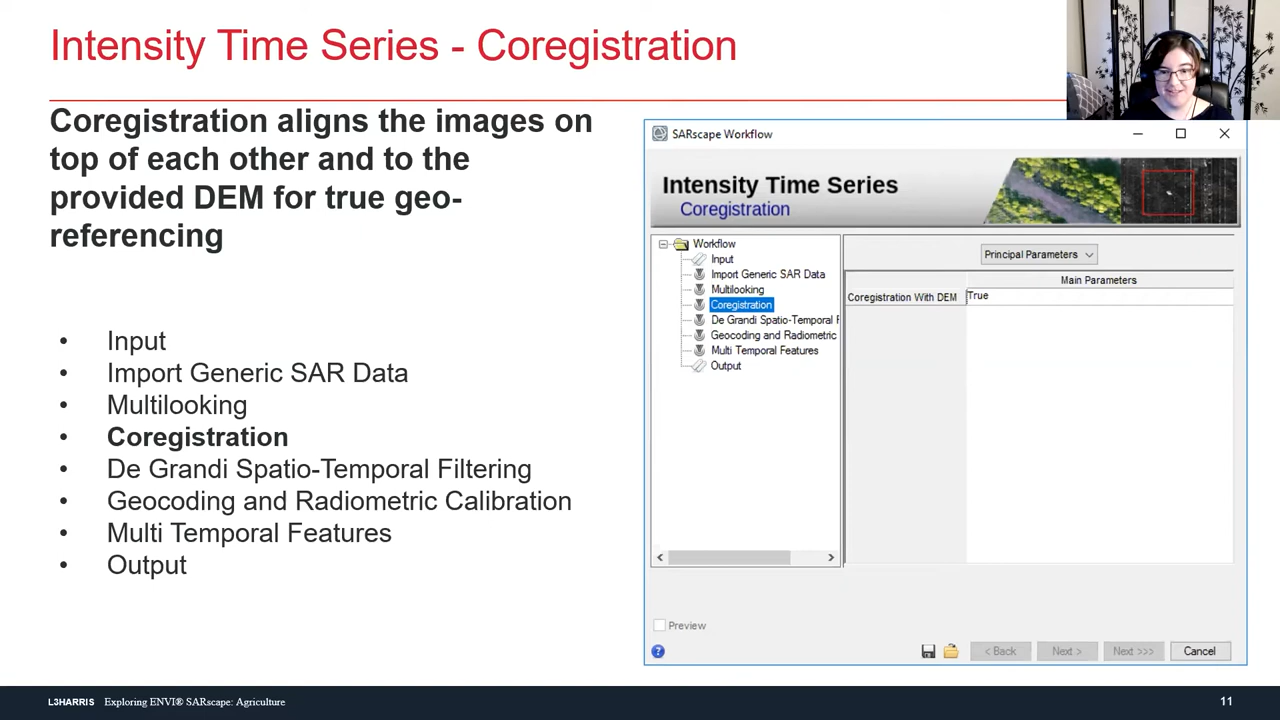 Intensity Time Series - Coregistration
Coregistration aligns the images on
top of each other and to the
provided DEM for true geo-
referencing
• Input
• Import Generic SAR Data
• Multilooking
• Coregistration
• De Grandi Spatio-Temporal Filtering
• Geocoding and Radiometric Calibration
• Multi Temporal Features
• Output
SARscape Workflow
Intensity Time Series
Coregistration
Workflow
Input
Import Generic SAR Data
Multilooking
Coregistration
De Grandi Spatio-Temporal F
Geocoding and Radiometric
Multi Temporal Features
Output
Principal Parameters
Main Parameters
Coregistration With DEM True
Preview
< Back Next > Next >>> Cancel
L3HARRIS Exploring ENVI® SARscape: Agriculture 11